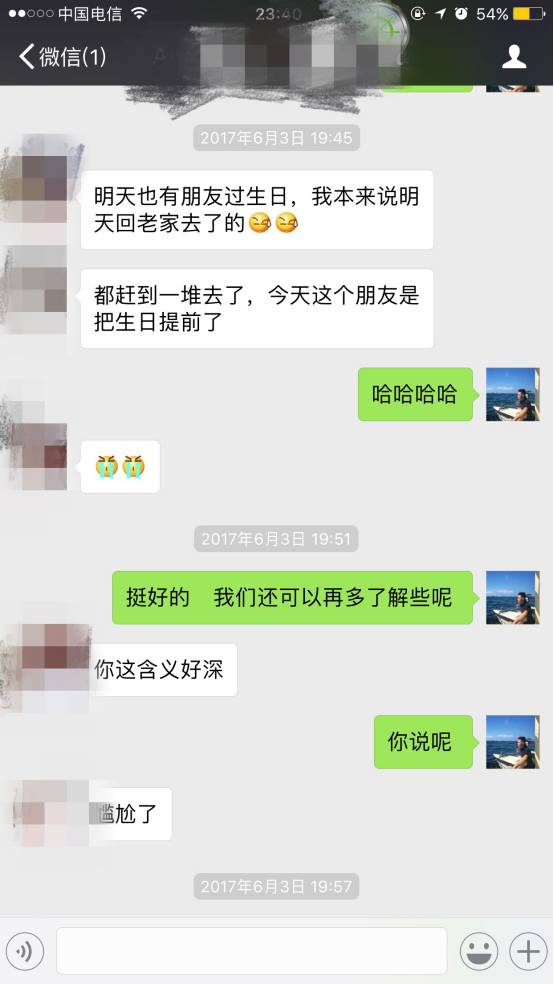 中国电信
23:40
54%
微信(1)
2017年6月3日 19:45
明天也有朋友过生日，我本来说明
天回老家去了的
都赶到一堆去了，今天这个朋友是
把生日提前了
哈哈哈哈
2017年6月3日 19:51
挺好的 我们还可以再多了解些呢
你这含义好深
你说呢
尴尬了
2017年6月3日 19:57